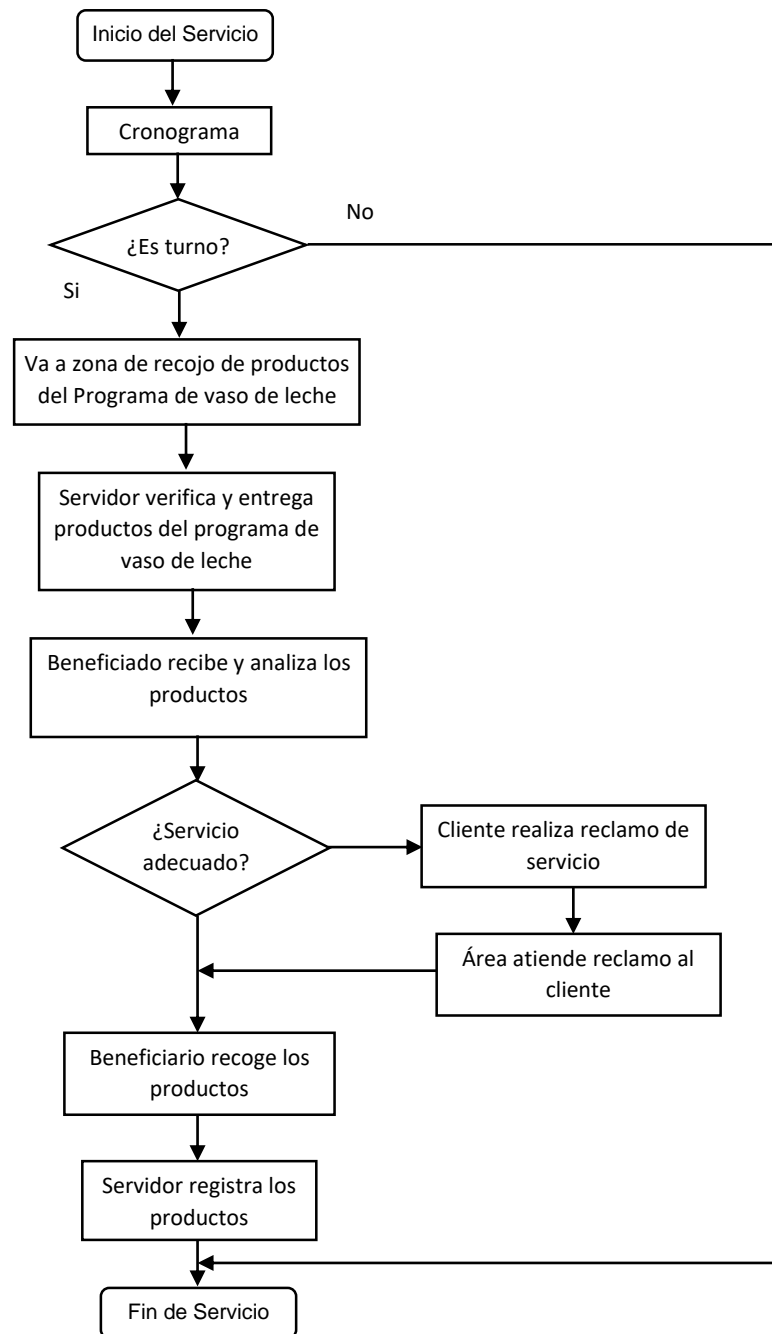 Inicio del Servicio
Cronograma
No
¿Es turno?
Si
Va a zona de recojo de productos
del Programa de vaso de leche
Servidor verifica y entrega
productos del programa de
vaso de leche
Beneficiado recibe y analiza los
productos
¿Servicio
adecuado?
Cliente realiza reclamo de
servicio
Área atiende reclamo al
cliente
Beneficiario recoge los
productos
Servidor registra los
productos
Fin de Servicio